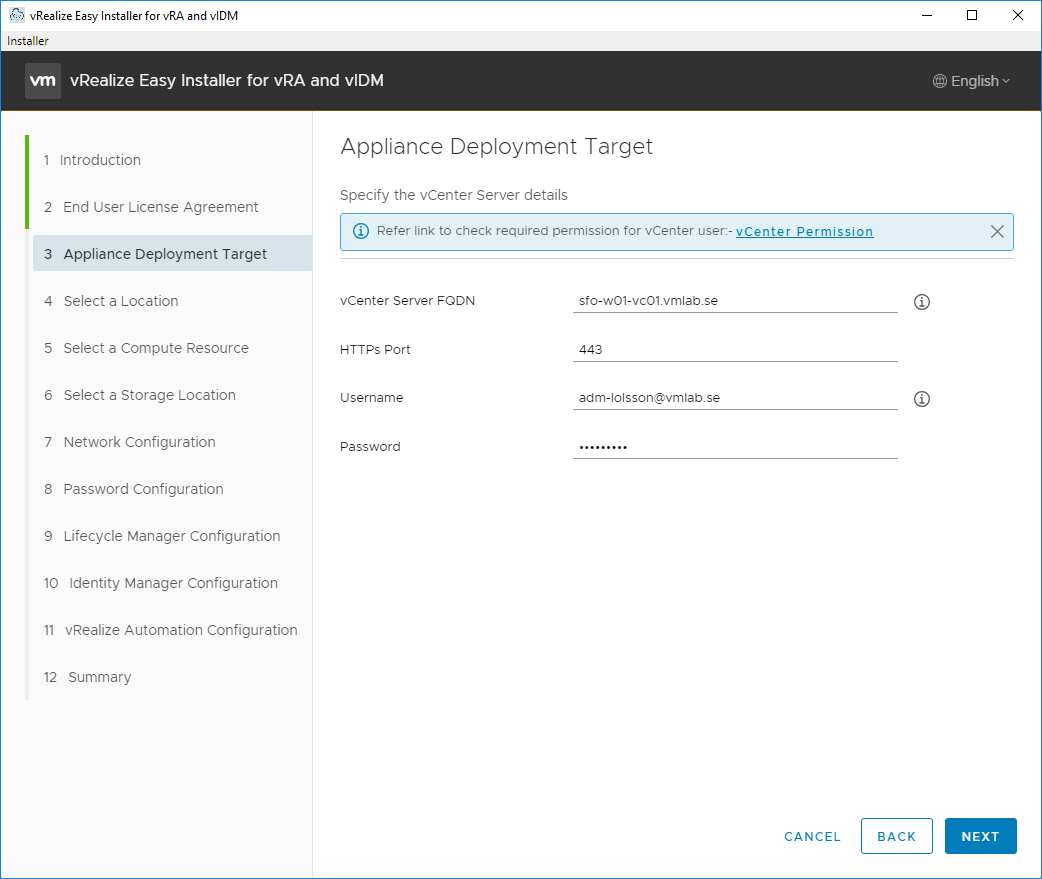 vRealize Easy Installer for vRA and vIDM
Installer
vm vRealize Easy Installer for vRA and vIDM
English
1 Introduction
2 End User License Agreement
3 Appliance Deployment Target
4 Select a Location
5 Select a Compute Resource
6 Select a Storage Location
7 Network Configuration
8 Password Configuration
9 Lifecycle Manager Configuration
10 Identity Manager Configuration
11 vRealize Automation Configuration
12 Summary
Appliance Deployment Target
Specify the vCenter Server details
Refer link to check required permission for vCenter user:- vCenter Permission
vCenter Server FQDN sfo-w01-vc01.vmlab.se
HTTPs Port 443
Username adm-lolsson@vmlab.se
Password •••••••••
CANCEL BACK NEXT